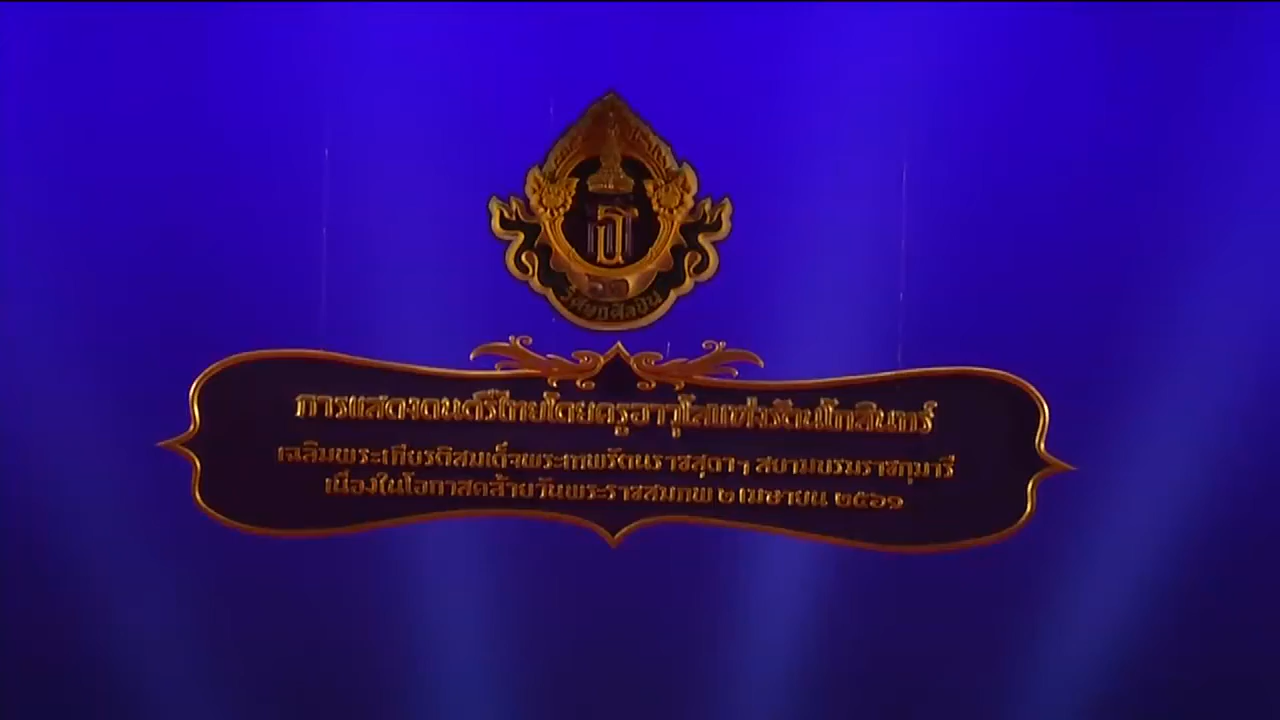 ๖๓
การแสดงดนตรีไทยโดยครูอาวุโสแห่งรัตนโกสินทร์
เฉลิมพระเกียรติสมเด็จพระเทพรัตนราชสุดาฯ สยามบรมราชกุมารี
เนื่องในโอกาสคล้ายวันพระราชสมภพ ๒ เมษายน ๒๕๖๑